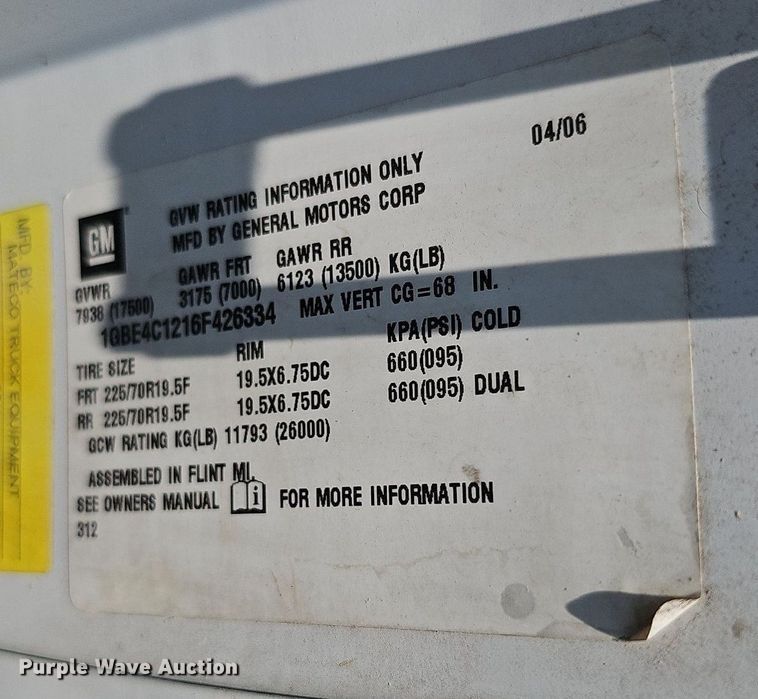 04/06
GM
GVW RATING INFORMATION ONLY
MFD BY GENERAL MOTORS CORP
GVWR GAWR FRT GAWR RR
7938 (17500) 3175 (7000) 6123 (13500) KG(LB)
1GBE4C1216F426334 MAX VERT CG=68 IN.
TIRE SIZE RIM KPA(PSI) COLD
FRT 225/70R19.5F 19.5X6.75DC 660(095)
RR 225/70R19.5F 19.5X6.75DC 660(095) DUAL
GCW RATING KG(LB) 11793 (26000)
ASSEMBLED IN FLINT MI.
SEE OWNERS MANUAL i FOR MORE INFORMATION
312
MFD. BY:
MATECO TRUCK EQUIPMENT
Purple Wave Auction